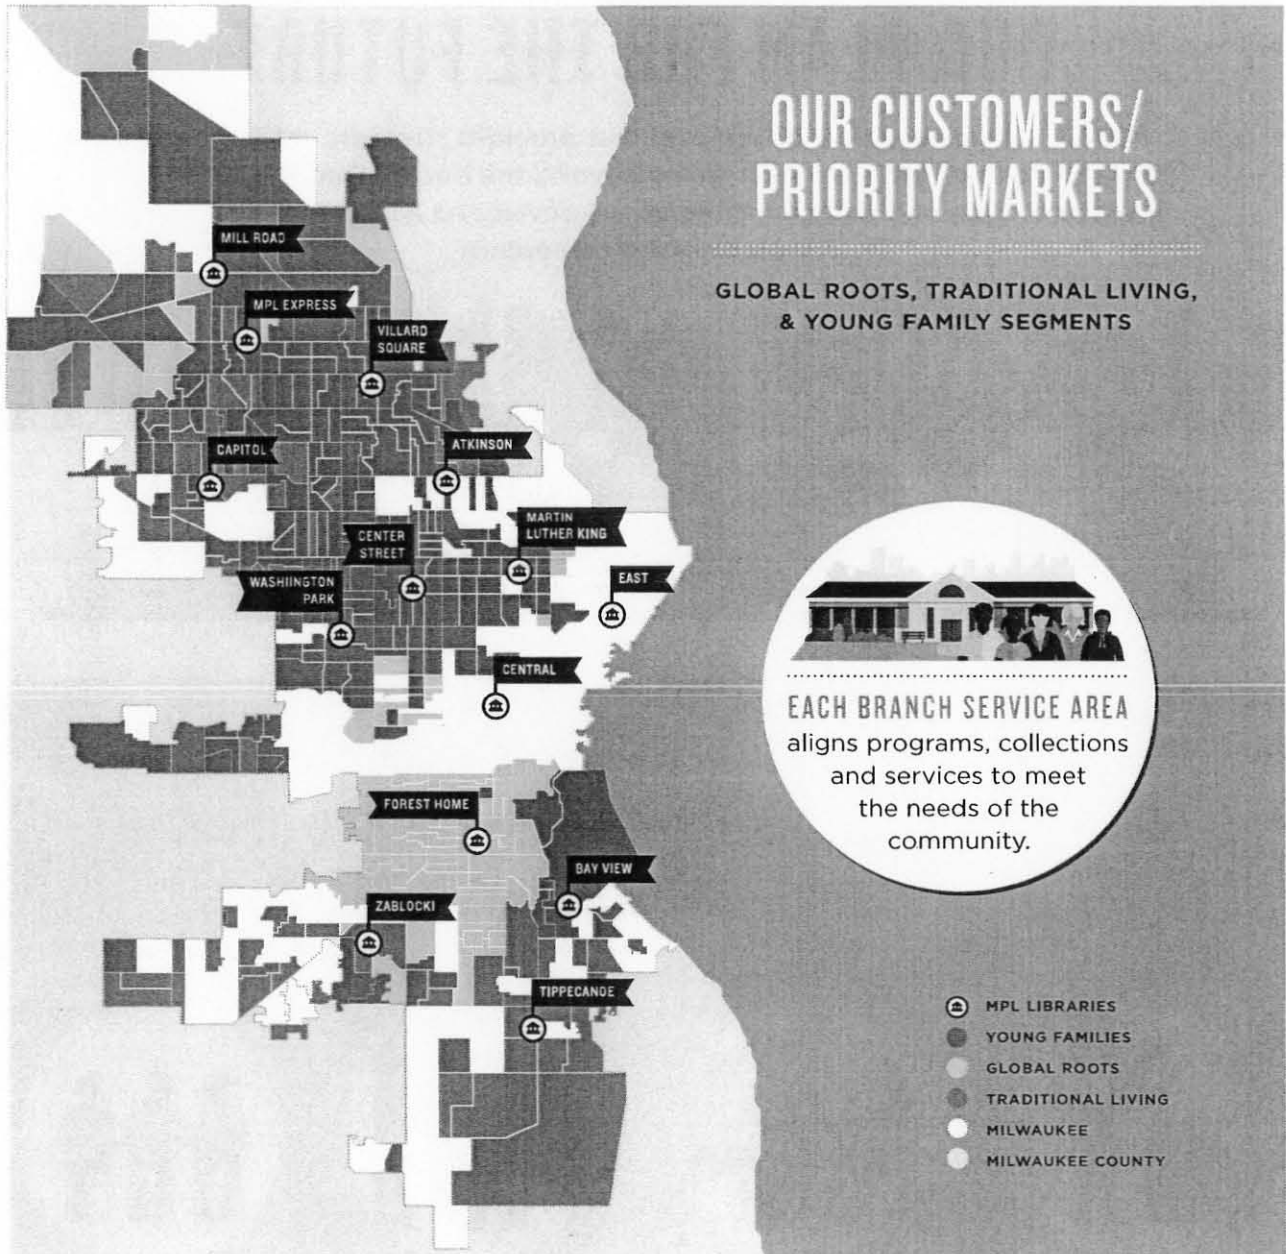 OUR CUSTOMERS/
PRIORITY MARKETS
GLOBAL ROOTS, TRADITIONAL LIVING,
& YOUNG FAMILY SEGMENTS
MILL ROAD
MPL EXPRESS
VILLARD
SQUARE
CAPITOL
ATKINSON
MARTIN
LUTHER KING
CENTER
STREET
WASHINGTON
PARK
EAST
CENTRAL
FOREST HOME
BAY VIEW
ZABLOCKI
TIPPECANOE
EACH BRANCH SERVICE AREA
aligns programs, collections
and services to meet
the needs of the
community.
MPL LIBRARIES
YOUNG FAMILIES
GLOBAL ROOTS
TRADITIONAL LIVING
MILWAUKEE
MILWAUKEE COUNTY